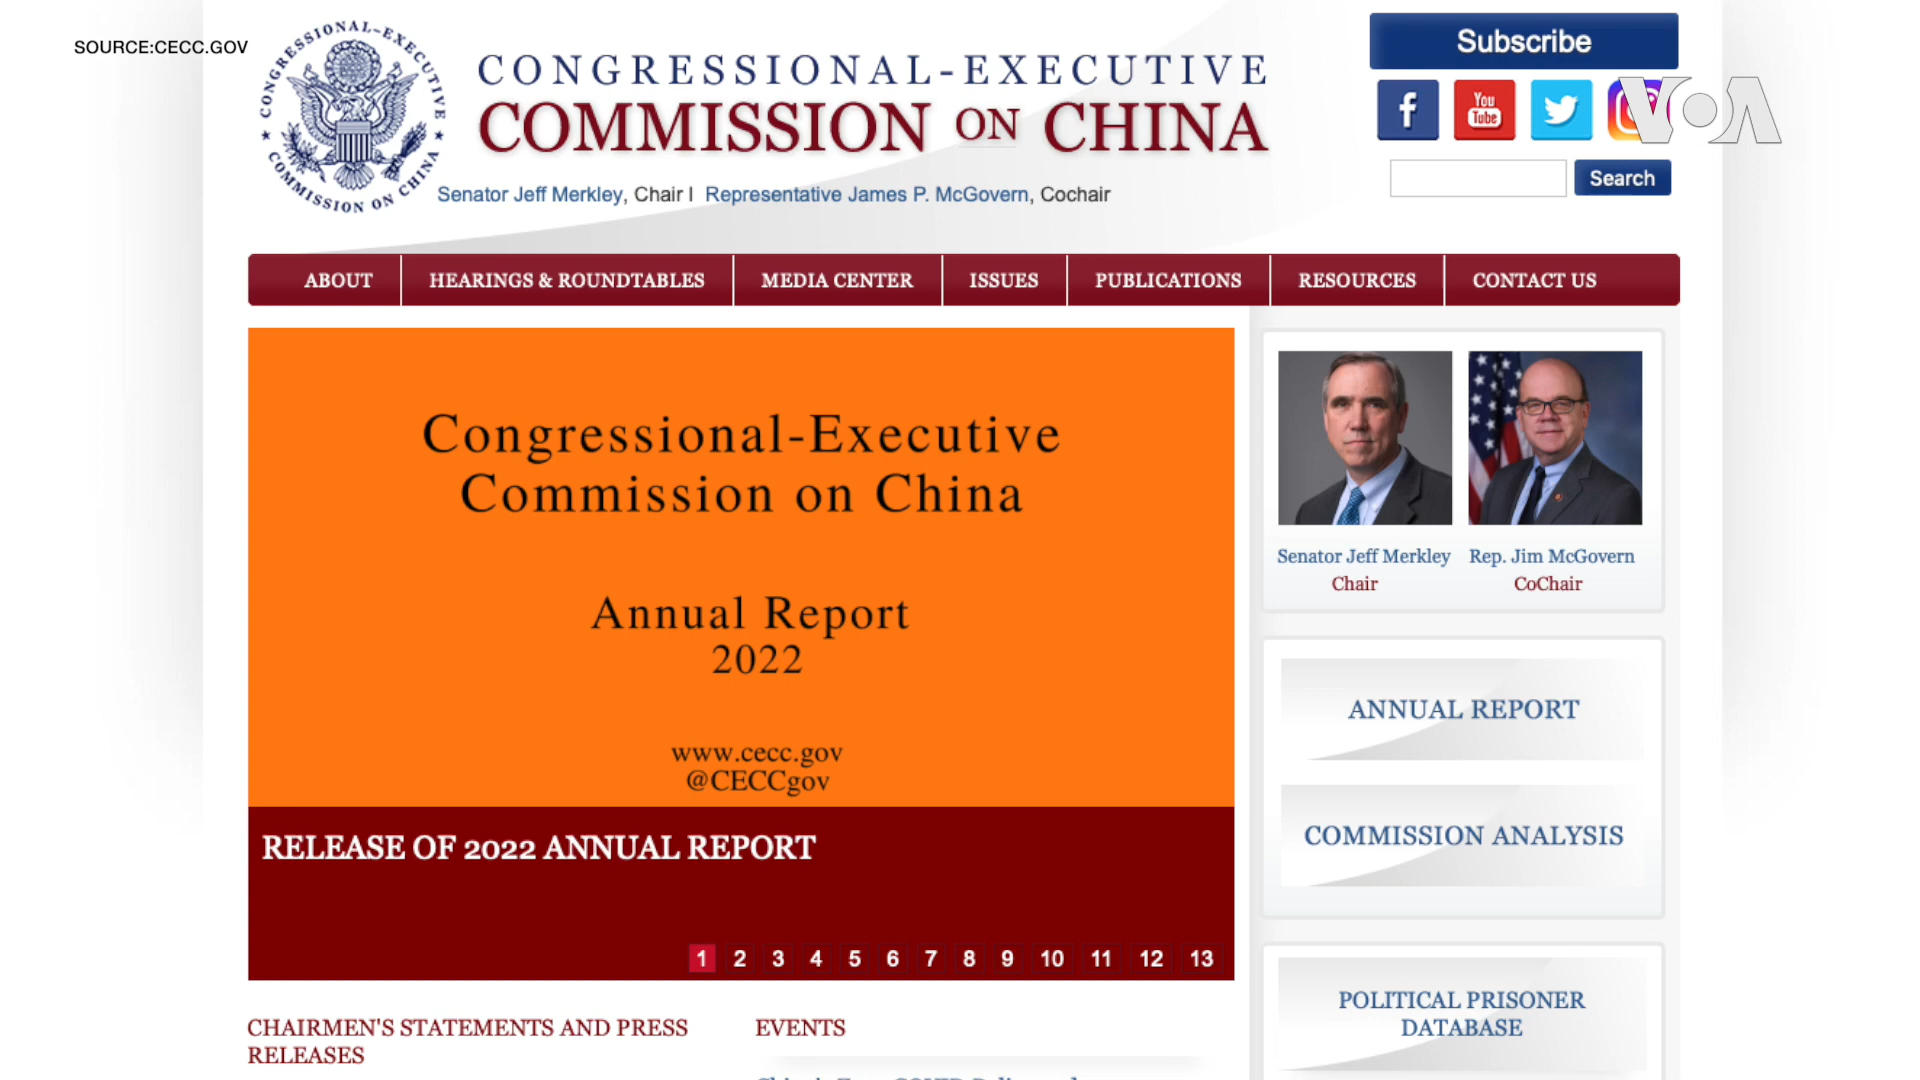 SOURCE:CECC.GOV
CONGRESSIONAL-EXECUTIVE
COMMISSION ON CHINA
CONGRESSIONAL-EXECUTIVE
COMMISSION ON CHINA
Senator Jeff Merkley, Chair | Representative James P. McGovern, Cochair
Subscribe
f
You
Tube
VOA
Search
ABOUT
HEARINGS & ROUNDTABLES
MEDIA CENTER
ISSUES
PUBLICATIONS
RESOURCES
CONTACT US
Congressional-Executive
Commission on China
Annual Report
2022
www.cecc.gov
@CECCgov
RELEASE OF 2022 ANNUAL REPORT
1 2 3 4 5 6 7 8 9 10 11 12 13
Senator Jeff Merkley
Chair
Rep. Jim McGovern
CoChair
ANNUAL REPORT
COMMISSION ANALYSIS
POLITICAL PRISONER
DATABASE
CHAIRMEN'S STATEMENTS AND PRESS
RELEASES
EVENTS